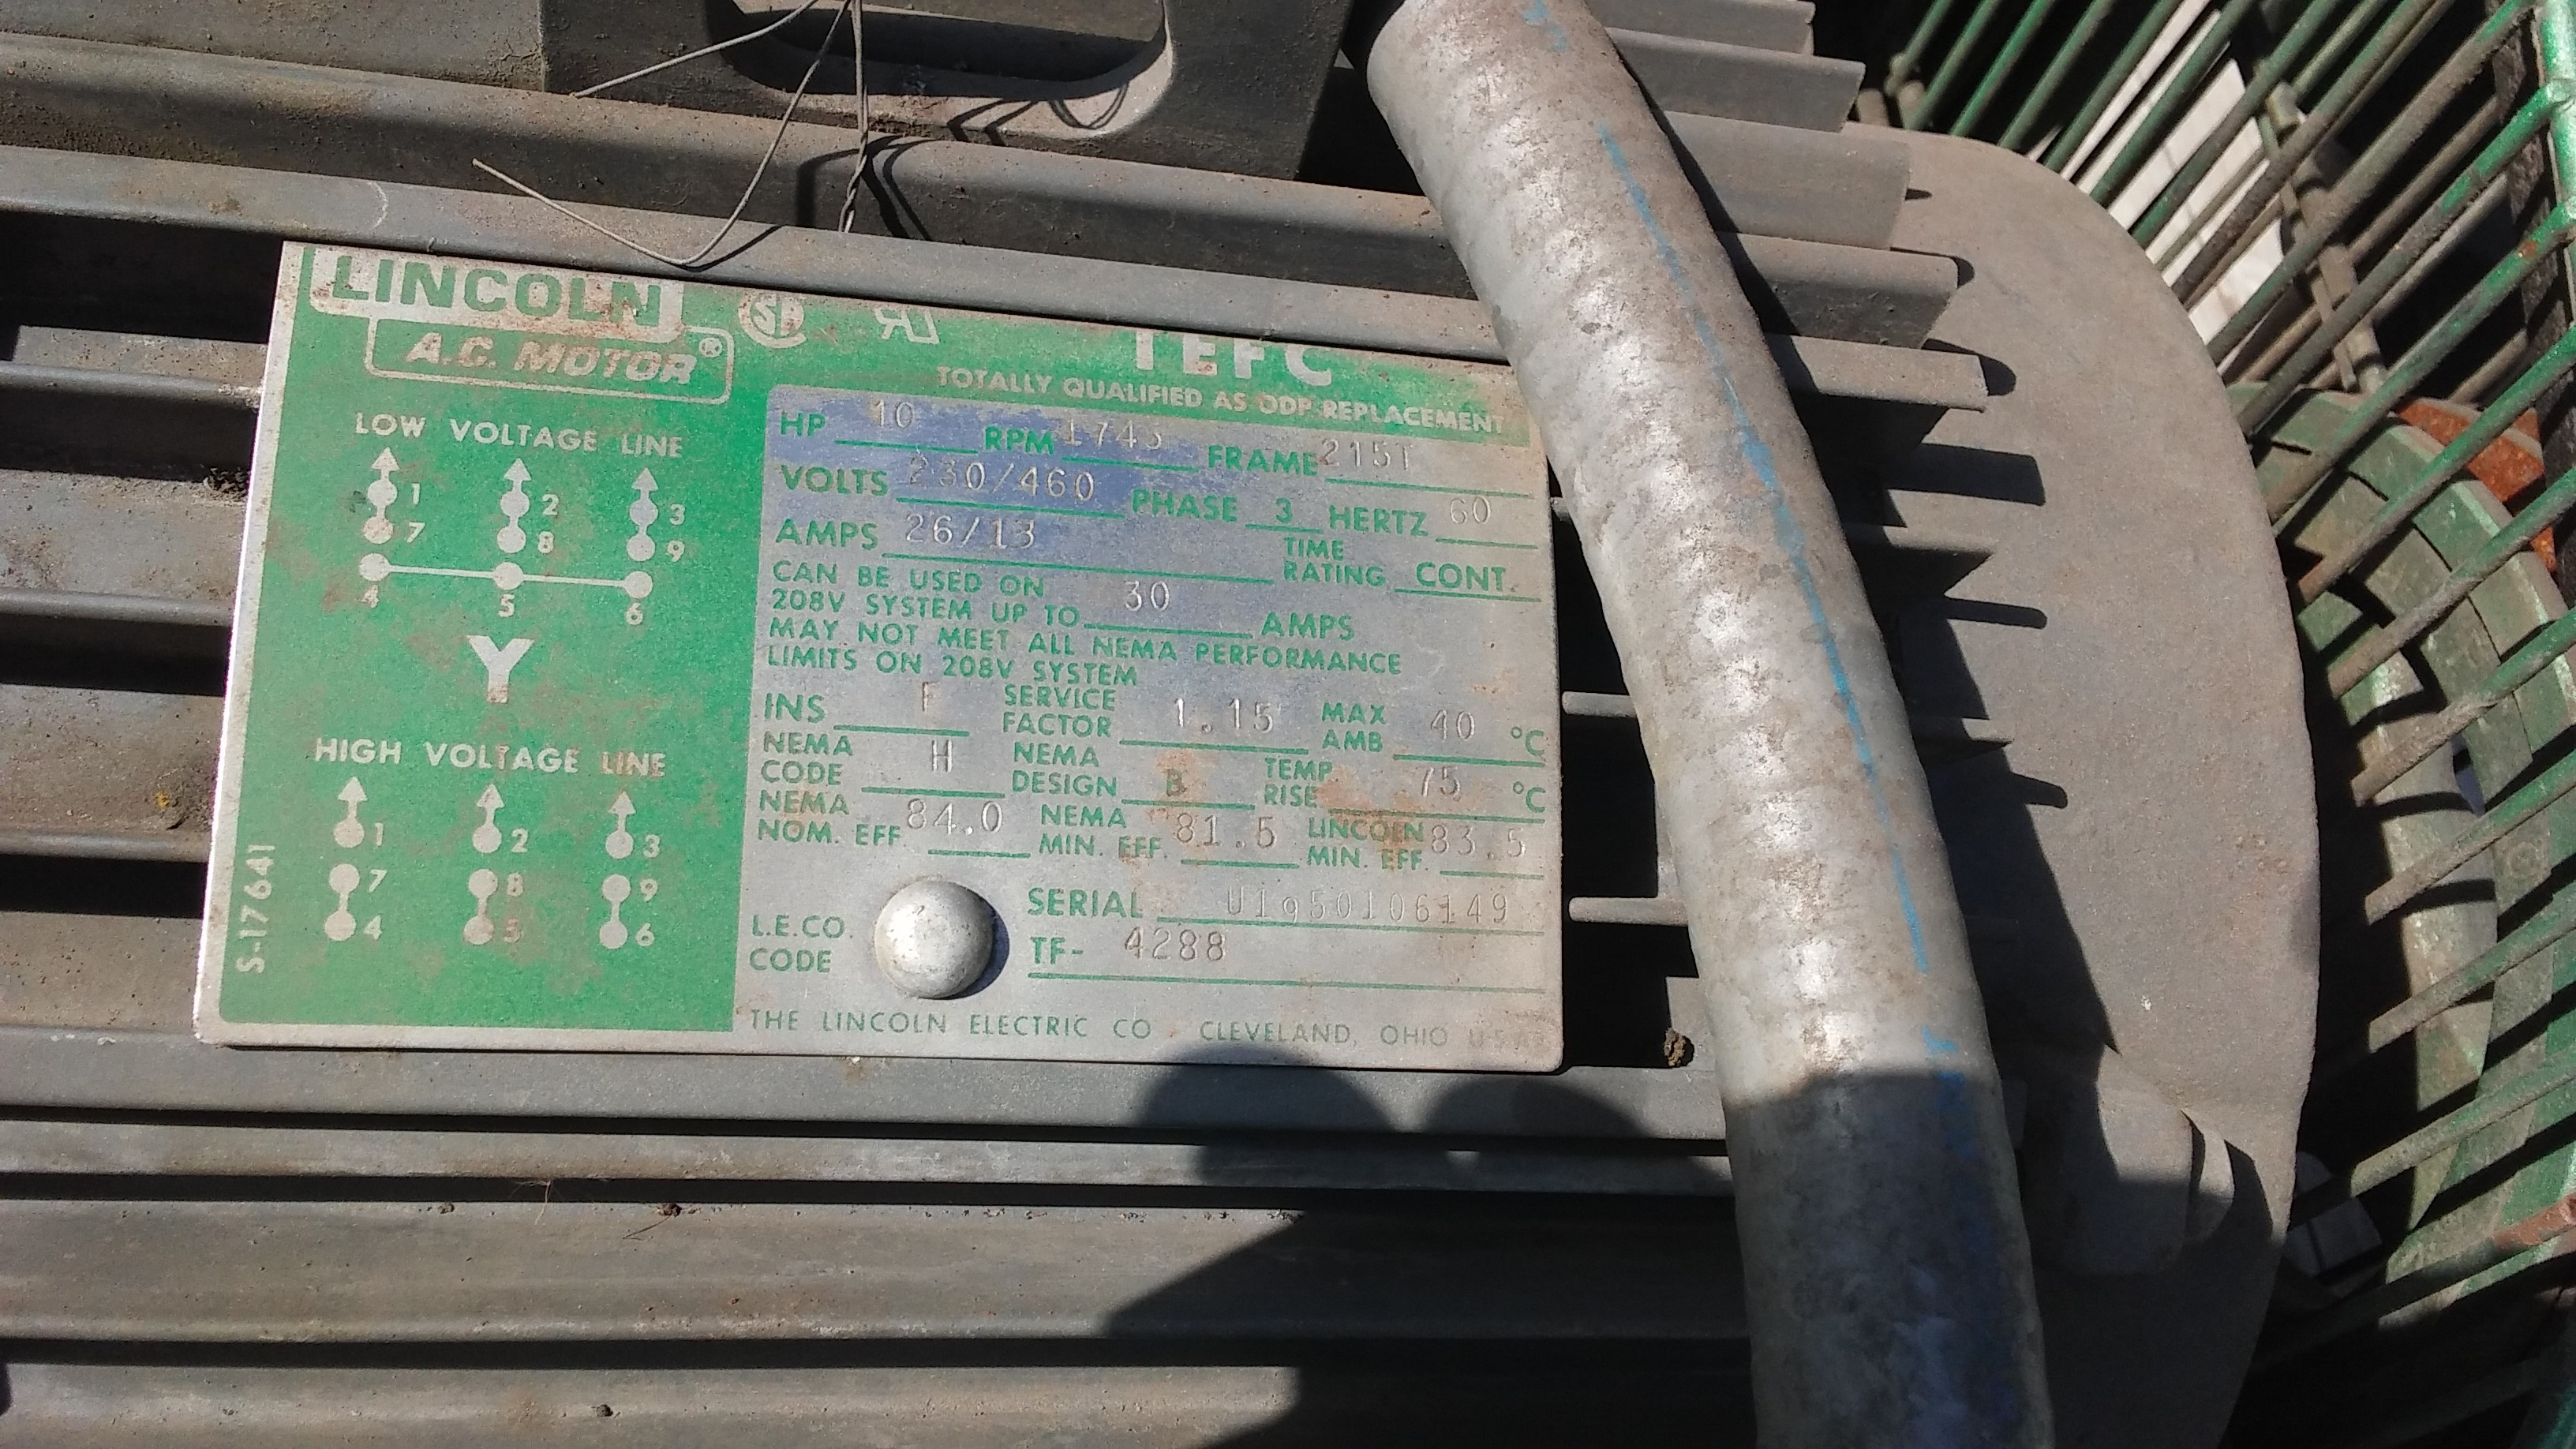 LINCOLN
A.C. MOTOR®
TEFC
TOTALLY QUALIFIED AS ODP REPLACEMENT
LOW VOLTAGE LINE
1 2 3
7 8 9
4 5 6
Y
HIGH VOLTAGE LINE
1 2 3
7 8 9
4 5 6
S-17641
HP 10 RPM 1745 FRAME 215T
VOLTS 230/460 PHASE 3 HERTZ 60
AMPS 26/13 TIME RATING CONT.
CAN BE USED ON
208V SYSTEM UP TO 30 AMPS
MAY NOT MEET ALL NEMA PERFORMANCE
LIMITS ON 208V SYSTEM
INS F SERVICE FACTOR 1.15 MAX AMB 40 °C
NEMA CODE H NEMA DESIGN B TEMP. RISE 75 °C
NEMA NOM. EFF. 84.0 NEMA MIN. EFF. 81.5 LINCOLN MIN. EFF. 83.5
SERIAL U1950106149
L.E.CO. CODE TF- 4288
THE LINCOLN ELECTRIC CO. CLEVELAND, OHIO U.S.A.